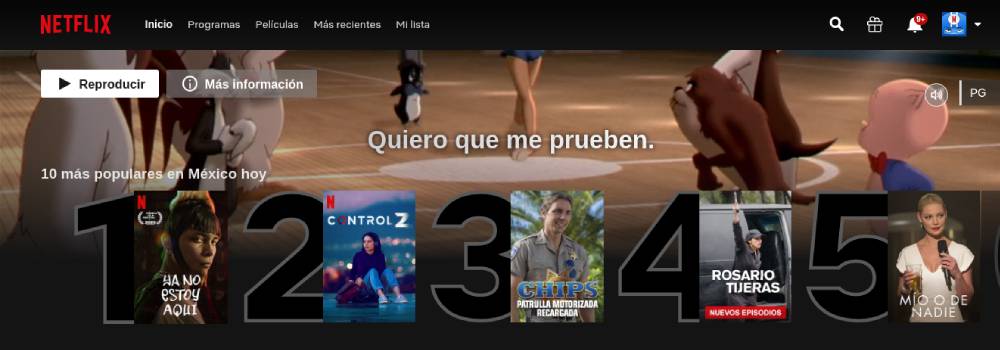 NETFLIX Inicio Programas Películas Más recientes Mi lista 9+
Reproducir Más información
PG
Quiero que me prueben.
10 más populares en México hoy
1 2 3 4 5
N
YA NO
ESTOY
AQUÍ
N
CONTROL Z
CHIPS
PATRULLA MOTORIZADA
RECARGADA
ROSARIO
TIJERAS
NUEVOS EPISODIOS
MÍO O DE
NADIE